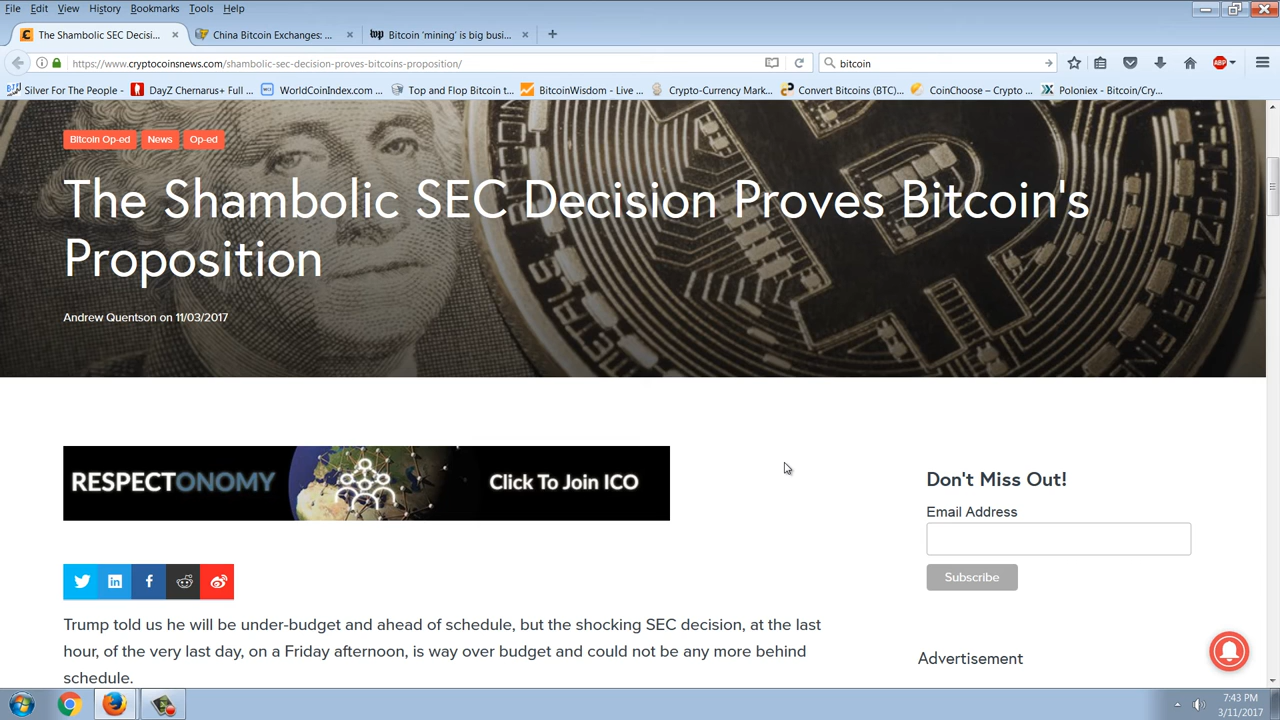 File Edit View History Bookmarks Tools Help
The Shambolic SEC Decisi... China Bitcoin Exchanges: ... Bitcoin 'mining' is big busi...
https://www.cryptocoinsnews.com/shambolic-sec-decision-proves-bitcoins-proposition/ bitcoin
Silver For The People - ... DayZ Chernarus+ Full ... WorldCoinIndex.com ... Top and Flop Bitcoin t... BitcoinWisdom - Live ... Crypto-Currency Mark... Convert Bitcoins (BTC)... CoinChoose – Crypto ... Poloniex - Bitcoin/Cry...
Bitcoin Op-ed News Op-ed
The Shambolic SEC Decision Proves Bitcoin's
Proposition
Andrew Quentson on 11/03/2017
RESPECTONOMY Click To Join ICO
Don't Miss Out!
Email Address
Subscribe
Trump told us he will be under-budget and ahead of schedule, but the shocking SEC decision, at the last
hour, of the very last day, on a Friday afternoon, is way over budget and could not be any more behind
schedule.
Advertisement
7:43 PM
3/11/2017